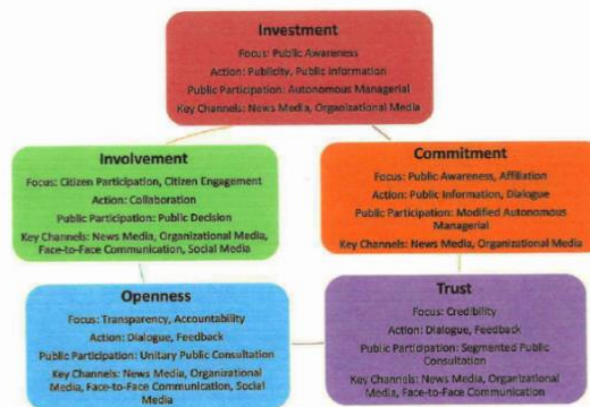 Investment
Focus: Public Awareness
Action: Publicity, Public Information
Public Participation: Autonomous Managerial
Key Channels: News Media, Organizational Media
Involvement
Focus: Citizen Participation, Citizen Engagement
Action: Collaboration
Public Participation: Public Decision
Key Channels: News Media, Organizational Media,
Face-to-Face Communication, Social Media
Commitment
Focus: Public Awareness, Affiliation
Action: Public Information, Dialogue
Public Participation: Modified Autonomous
Managerial
Key Channels: News Media, Organizational Media
Openness
Focus: Transparency, Accountability
Action: Dialogue, Feedback
Public Participation: Unitary Public Consultation
Key Channels: News Media, Organizational
Media, Face-to-Face Communication, Social
Media
Trust
Focus: Credibility
Action: Dialogue, Feedback
Public Participation: Segmented Public
Consultation
Key Channels: News Media, Organizational
Media, Face-to-Face Communication